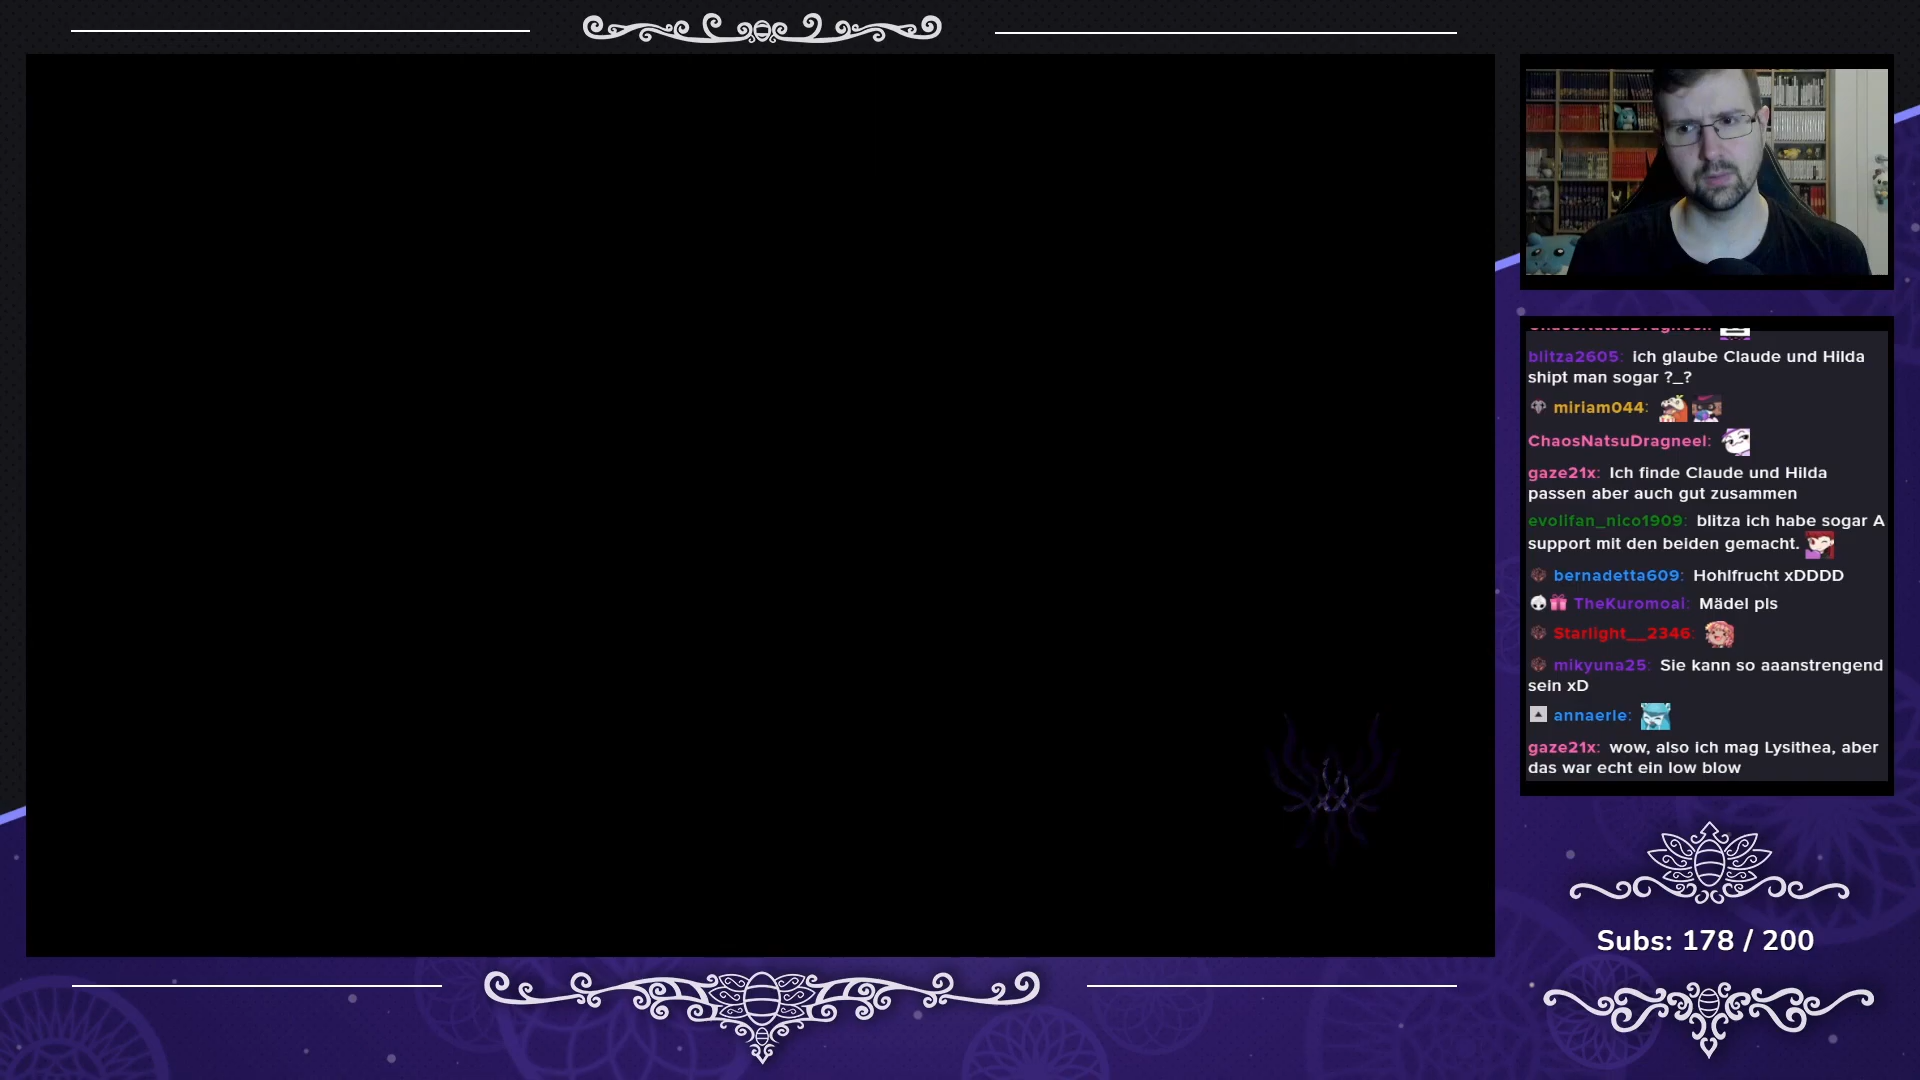 blitza2605: ich glaube Claude und Hilda
shipt man sogar ?_?
miriam044:
ChaosNatsuDragneel:
gaze21x: Ich finde Claude und Hilda
passen aber auch gut zusammen
evolifan_nico1909: blitza ich habe sogar A
support mit den beiden gemacht.
bernadetta609: Hohlfrucht xDDDD
TheKuromoai: Mädel pls
Starlight__2346:
mikyuna25: Sie kann so aaanstrengend
sein xD
annaerle:
gaze21x: wow, also ich mag Lysithea, aber
das war echt ein low blow
Subs: 178 / 200